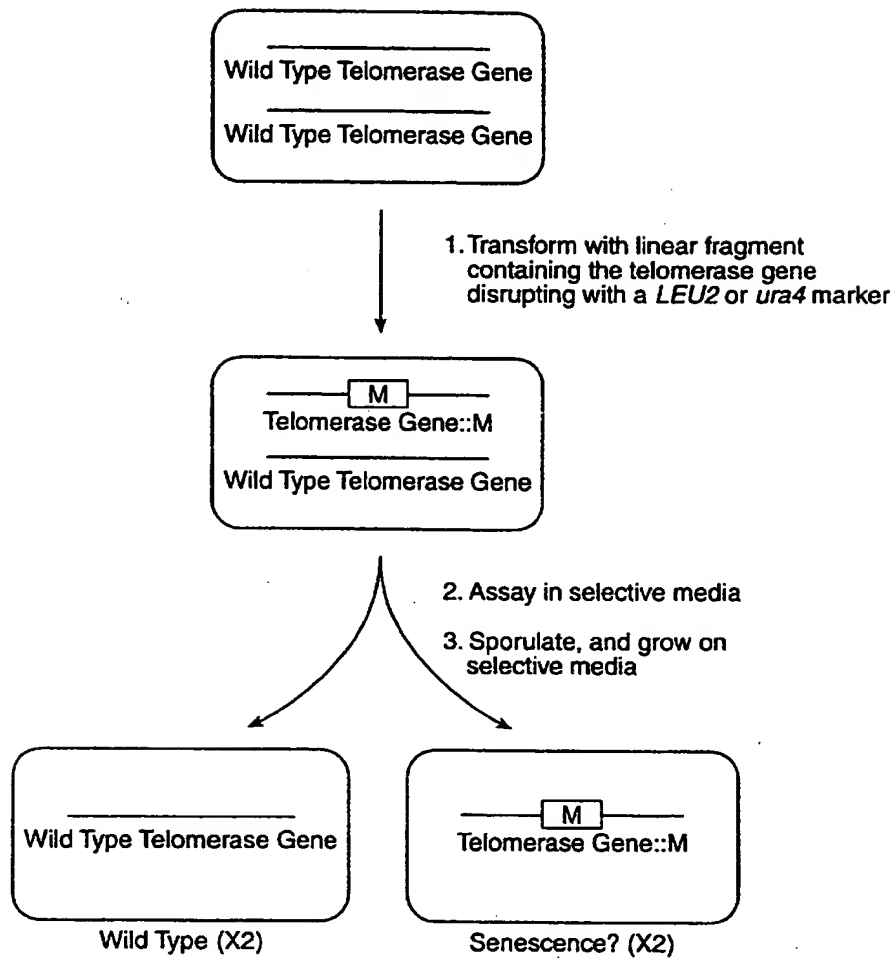 Wild Type Telomerase Gene
Wild Type Telomerase Gene
1. Transform with linear fragment
containing the telomerase gene
disrupting with a LEU2 or ura4 marker
M
Telomerase Gene::M
Wild Type Telomerase Gene
2. Assay in selective media
3. Sporulate, and grow on
selective media
Wild Type Telomerase Gene
Wild Type (X2)
M
Telomerase Gene::M
Senescence? (X2)